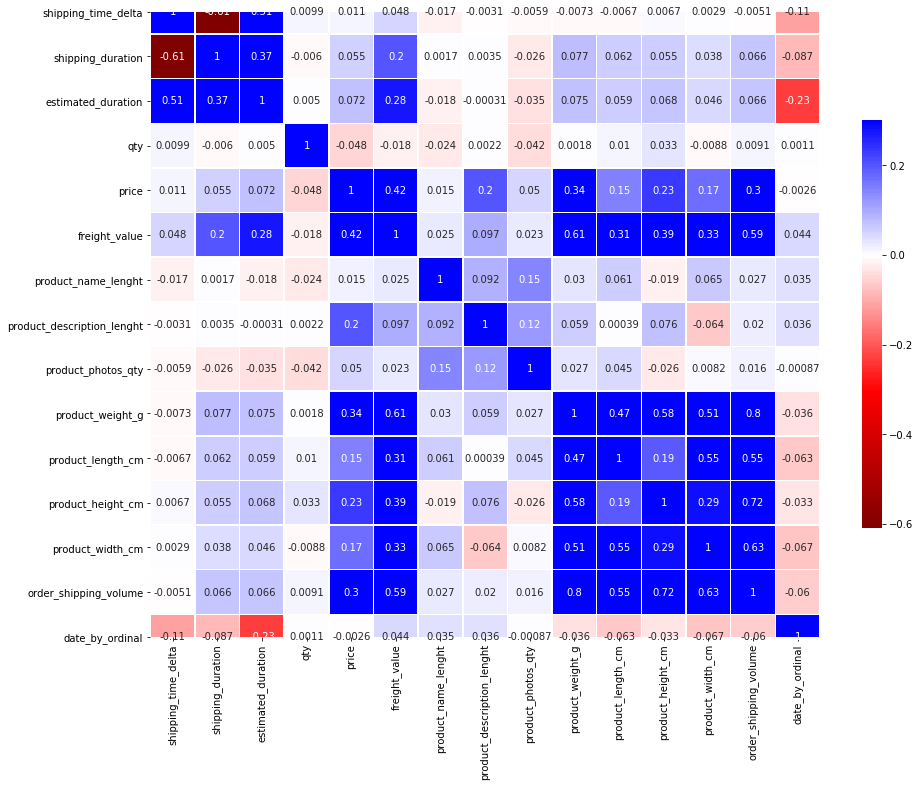 shipping_time_delta 1 -0.61 0.51 0.0099 0.011 0.048 -0.017 -0.0031 -0.0059 -0.0073 -0.0067 0.0067 0.0029 -0.0051 -0.11
shipping_duration -0.61 1 0.37 -0.006 0.055 0.2 0.0017 0.0035 -0.026 0.077 0.062 0.055 0.038 0.066 -0.087
estimated_duration 0.51 0.37 1 0.005 0.072 0.28 -0.018 -0.00031 -0.035 0.075 0.059 0.068 0.046 0.066 -0.23
qty 0.0099 -0.006 0.005 1 -0.048 -0.018 -0.024 0.0022 -0.042 0.0018 0.01 0.033 -0.0088 0.0091 0.0011
price 0.011 0.055 0.072 -0.048 1 0.42 0.015 0.2 0.05 0.34 0.15 0.23 0.17 0.3 -0.0026
freight_value 0.048 0.2 0.28 -0.018 0.42 1 0.025 0.097 0.023 0.61 0.31 0.39 0.33 0.59 0.044
product_name_lenght -0.017 0.0017 -0.018 -0.024 0.015 0.025 1 0.092 0.15 0.03 0.061 -0.019 0.065 0.027 0.035
product_description_lenght -0.0031 0.0035 -0.00031 0.0022 0.2 0.097 0.092 1 0.12 0.059 0.00039 0.076 -0.064 0.02 0.036
product_photos_qty -0.0059 -0.026 -0.035 -0.042 0.05 0.023 0.15 0.12 1 0.027 0.045 -0.026 0.0082 0.016 -0.00087
product_weight_g -0.0073 0.077 0.075 0.0018 0.34 0.61 0.03 0.059 0.027 1 0.47 0.58 0.51 0.8 -0.036
product_length_cm -0.0067 0.062 0.059 0.01 0.15 0.31 0.061 0.00039 0.045 0.47 1 0.19 0.55 0.55 -0.063
product_height_cm 0.0067 0.055 0.068 0.033 0.23 0.39 -0.019 0.076 -0.026 0.58 0.19 1 0.29 0.72 -0.033
product_width_cm 0.0029 0.038 0.046 -0.0088 0.17 0.33 0.065 -0.064 0.0082 0.51 0.55 0.29 1 0.63 -0.067
order_shipping_volume -0.0051 0.066 0.066 0.0091 0.3 0.59 0.027 0.02 0.016 0.8 0.55 0.72 0.63 1 -0.06
date_by_ordinal -0.11 -0.087 -0.23 0.0011 -0.0026 0.044 0.035 0.036 -0.00087 -0.036 -0.063 -0.033 -0.067 -0.06 1
shipping_time_delta
shipping_duration
estimated_duration
qty
price
freight_value
product_name_lenght
product_description_lenght
product_photos_qty
product_weight_g
product_length_cm
product_height_cm
product_width_cm
order_shipping_volume
date_by_ordinal
0.2
0.0
−0.2
−0.4
−0.6